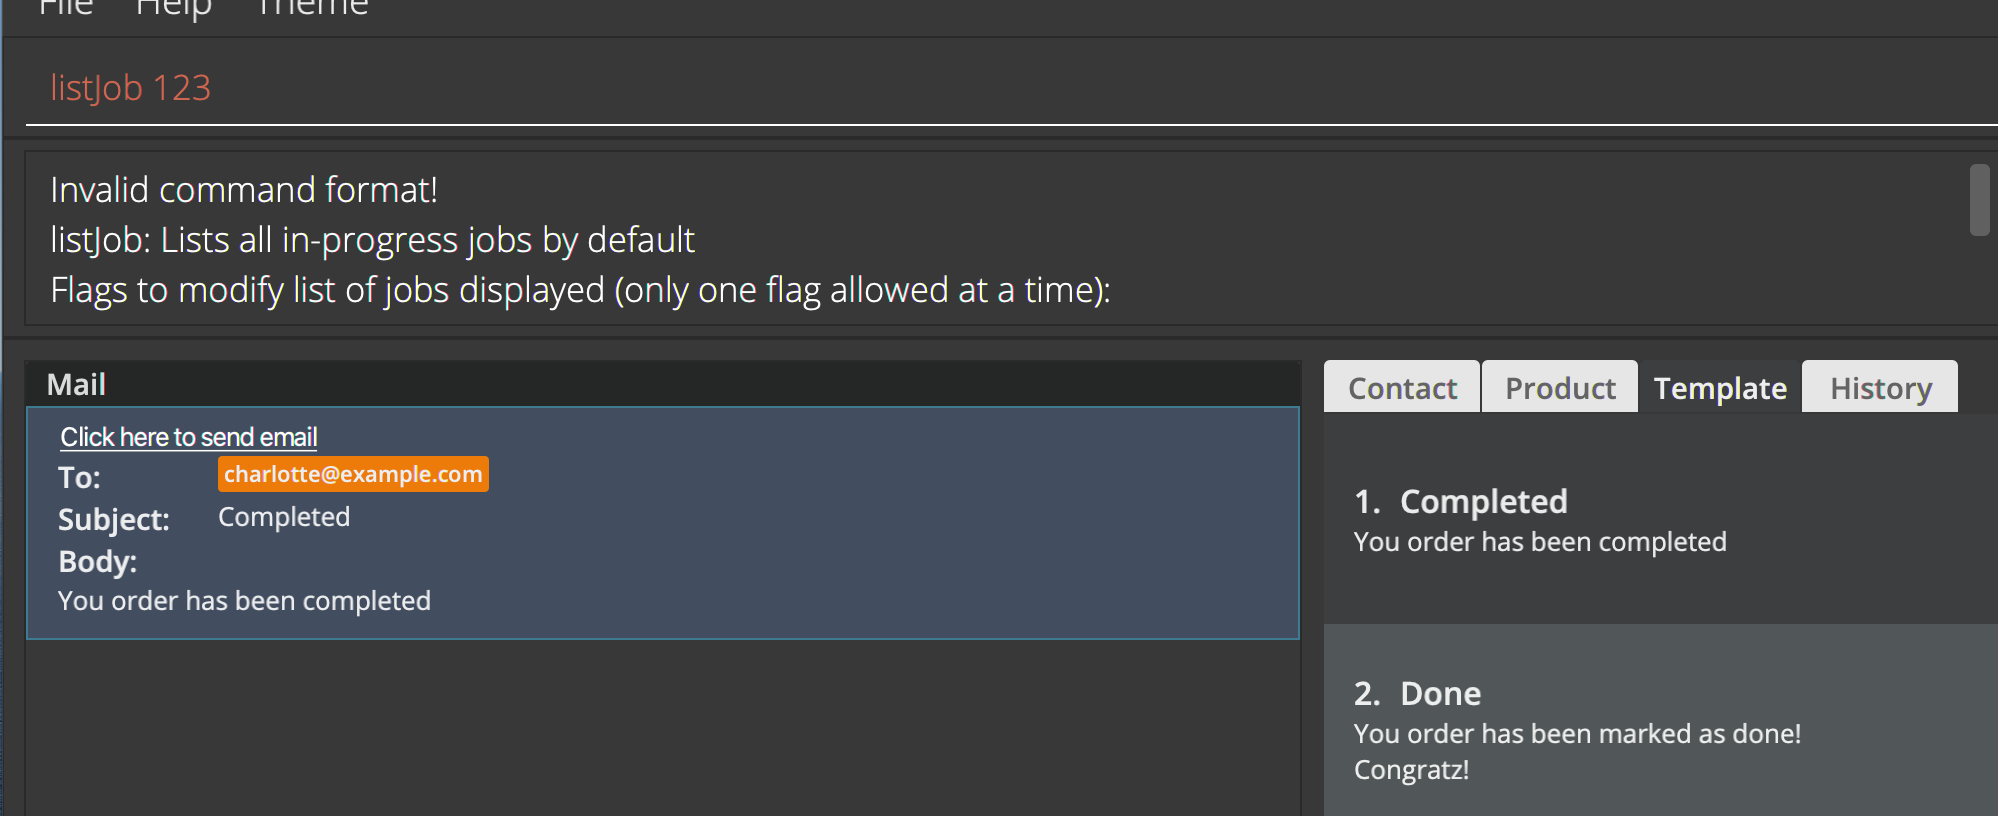 File Help Theme
listJob 123
Invalid command format!
listJob: Lists all in-progress jobs by default
Flags to modify list of jobs displayed (only one flag allowed at a time):
Mail
Click here to send email
To: charlotte@example.com
Subject: Completed
Body:
You order has been completed
Contact Product Template History
1. Completed
You order has been completed
2. Done
You order has been marked as done!
Congratz!